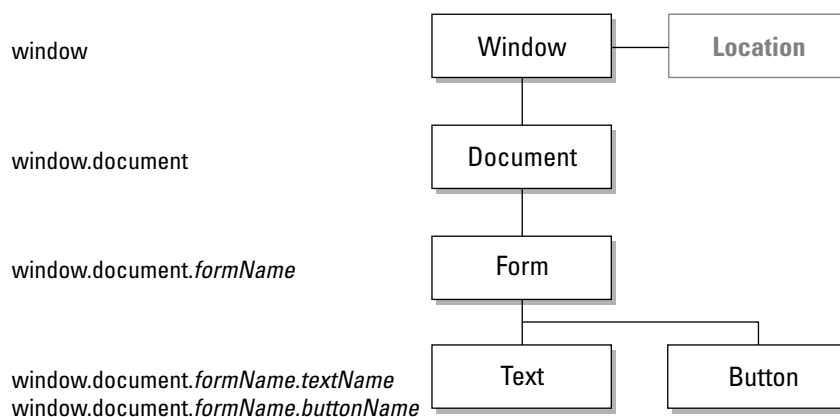 window
Window
Location
window.document
Document
window.document.formName
Form
window.document.formName.textName
window.document.formName.buttonName
Text
Button